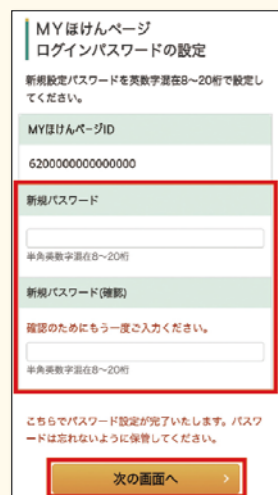 MYほけんページ
ログインパスワードの設定
新規設定パスワードを英数字混在8〜20桁で設定し
てください。
MYほけんページID
6200000000000000
新規パスワード
半角英数字混在8〜20桁
新規パスワード(確認)
確認のためにもう一度ご入力ください。
半角英数字混在8〜20桁
こちらでパスワード設定が完了いたします。パスワ
ードは忘れないように保管してください。
次の画面へ